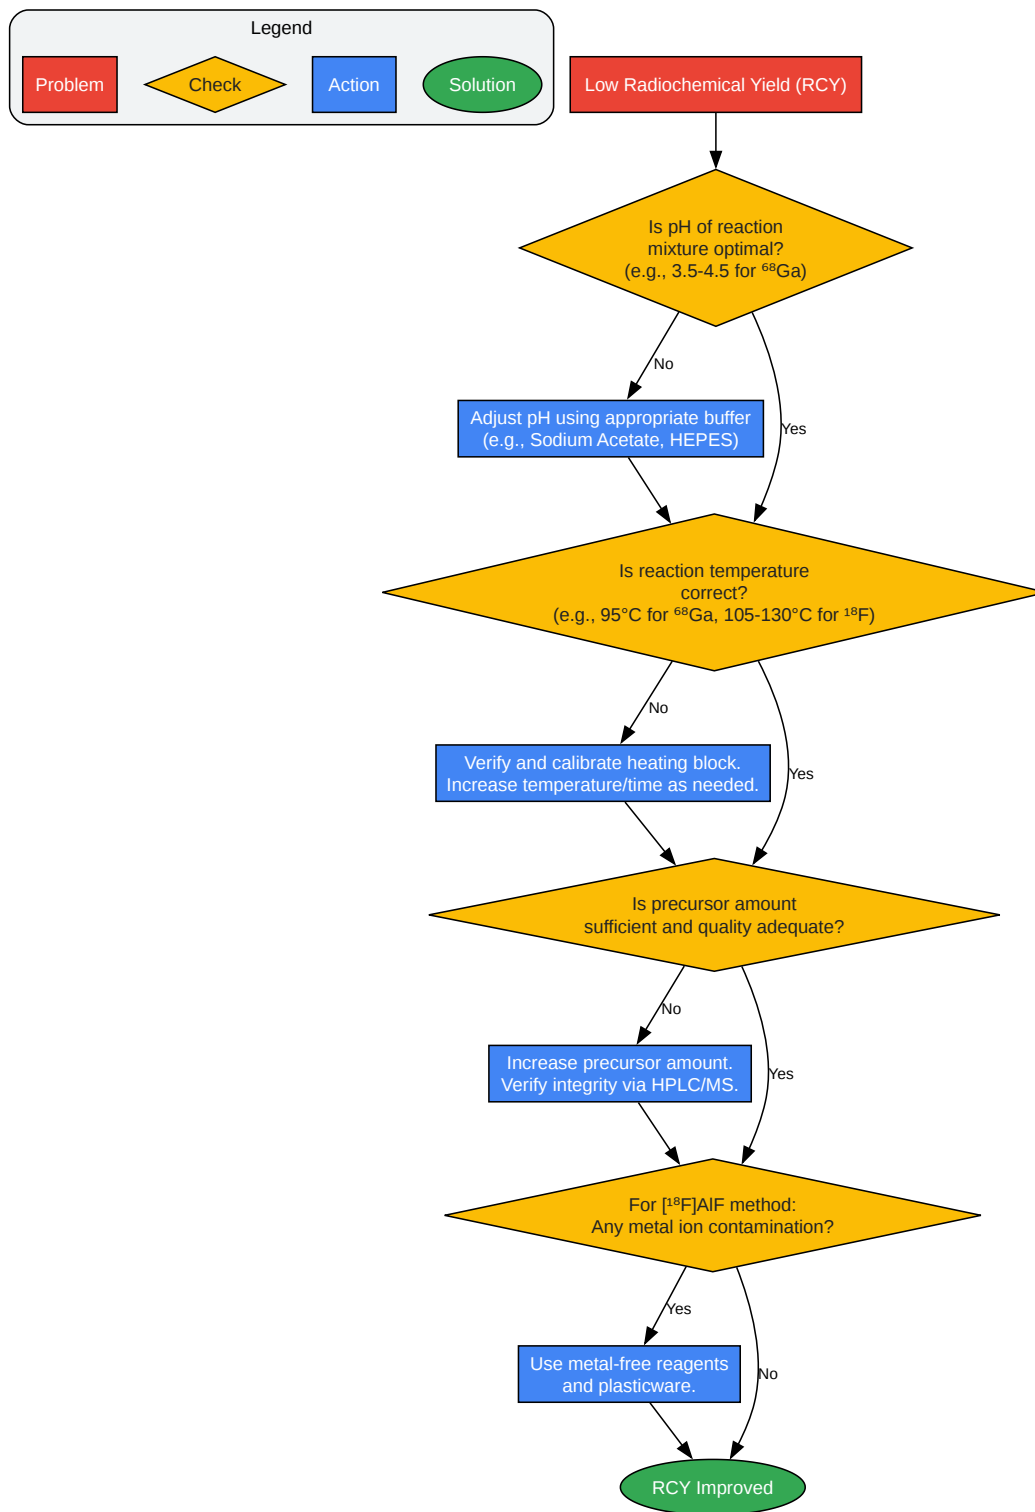 Legend
Problem
Check
Action
Solution
Low Radiochemical Yield (RCY)
Is pH of reaction
mixture optimal?
(e.g., 3.5-4.5 for ⁶⁸Ga)
No
Yes
Adjust pH using appropriate buffer
(e.g., Sodium Acetate, HEPES)
Is reaction temperature
correct?
(e.g., 95°C for ⁶⁸Ga, 105-130°C for ¹⁸F)
No
Yes
Verify and calibrate heating block.
Increase temperature/time as needed.
Is precursor amount
sufficient and quality adequate?
No
Yes
Increase precursor amount.
Verify integrity via HPLC/MS.
For [¹⁸F]AlF method:
Any metal ion contamination?
Yes
No
Use metal-free reagents
and plasticware.
RCY Improved